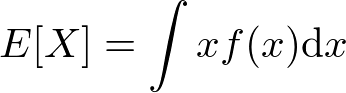 E[X] = ∫ xf(x)dx